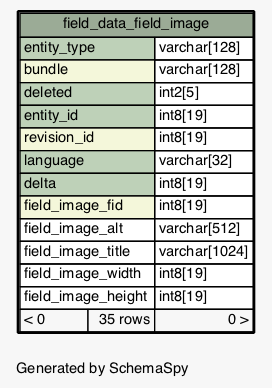 field_data_field_image
entity_type varchar[128]
bundle varchar[128]
deleted int2[5]
entity_id int8[19]
revision_id int8[19]
language varchar[32]
delta int8[19]
field_image_fid int8[19]
field_image_alt varchar[512]
field_image_title varchar[1024]
field_image_width int8[19]
field_image_height int8[19]
< 0 35 rows 0 >
Generated by SchemaSpy